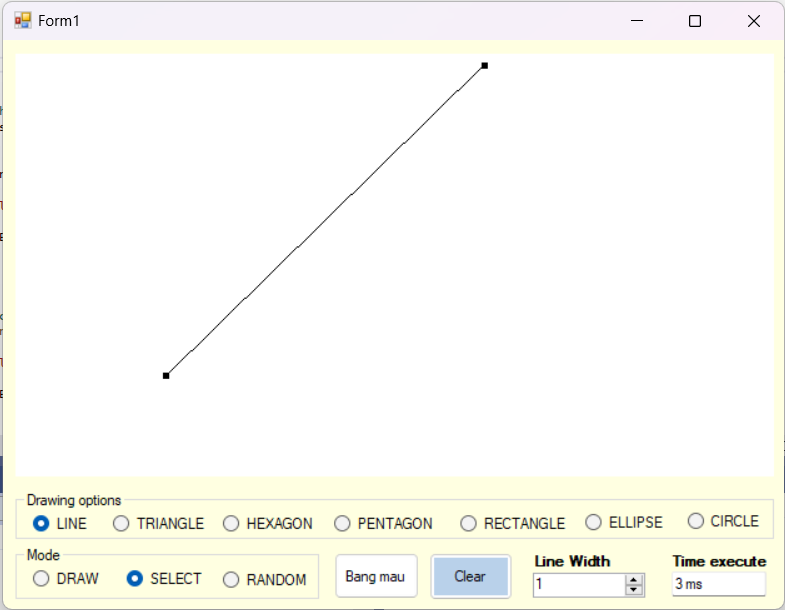 Form1
Drawing options
LINE TRIANGLE HEXAGON PENTAGON RECTANGLE ELLIPSE CIRCLE
Mode
DRAW SELECT RANDOM
Bang mau
Clear
Line Width
1
Time execute
3 ms